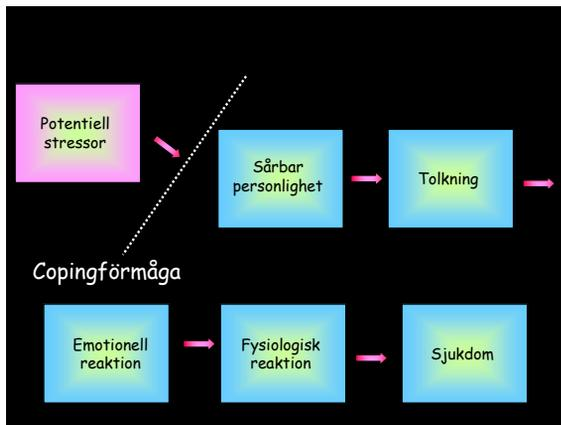 Potentiell
stressor
Sårbar
personlighet
Tolkning
Copingförmåga
Emotionell
reaktion
Fysiologisk
reaktion
Sjukdom